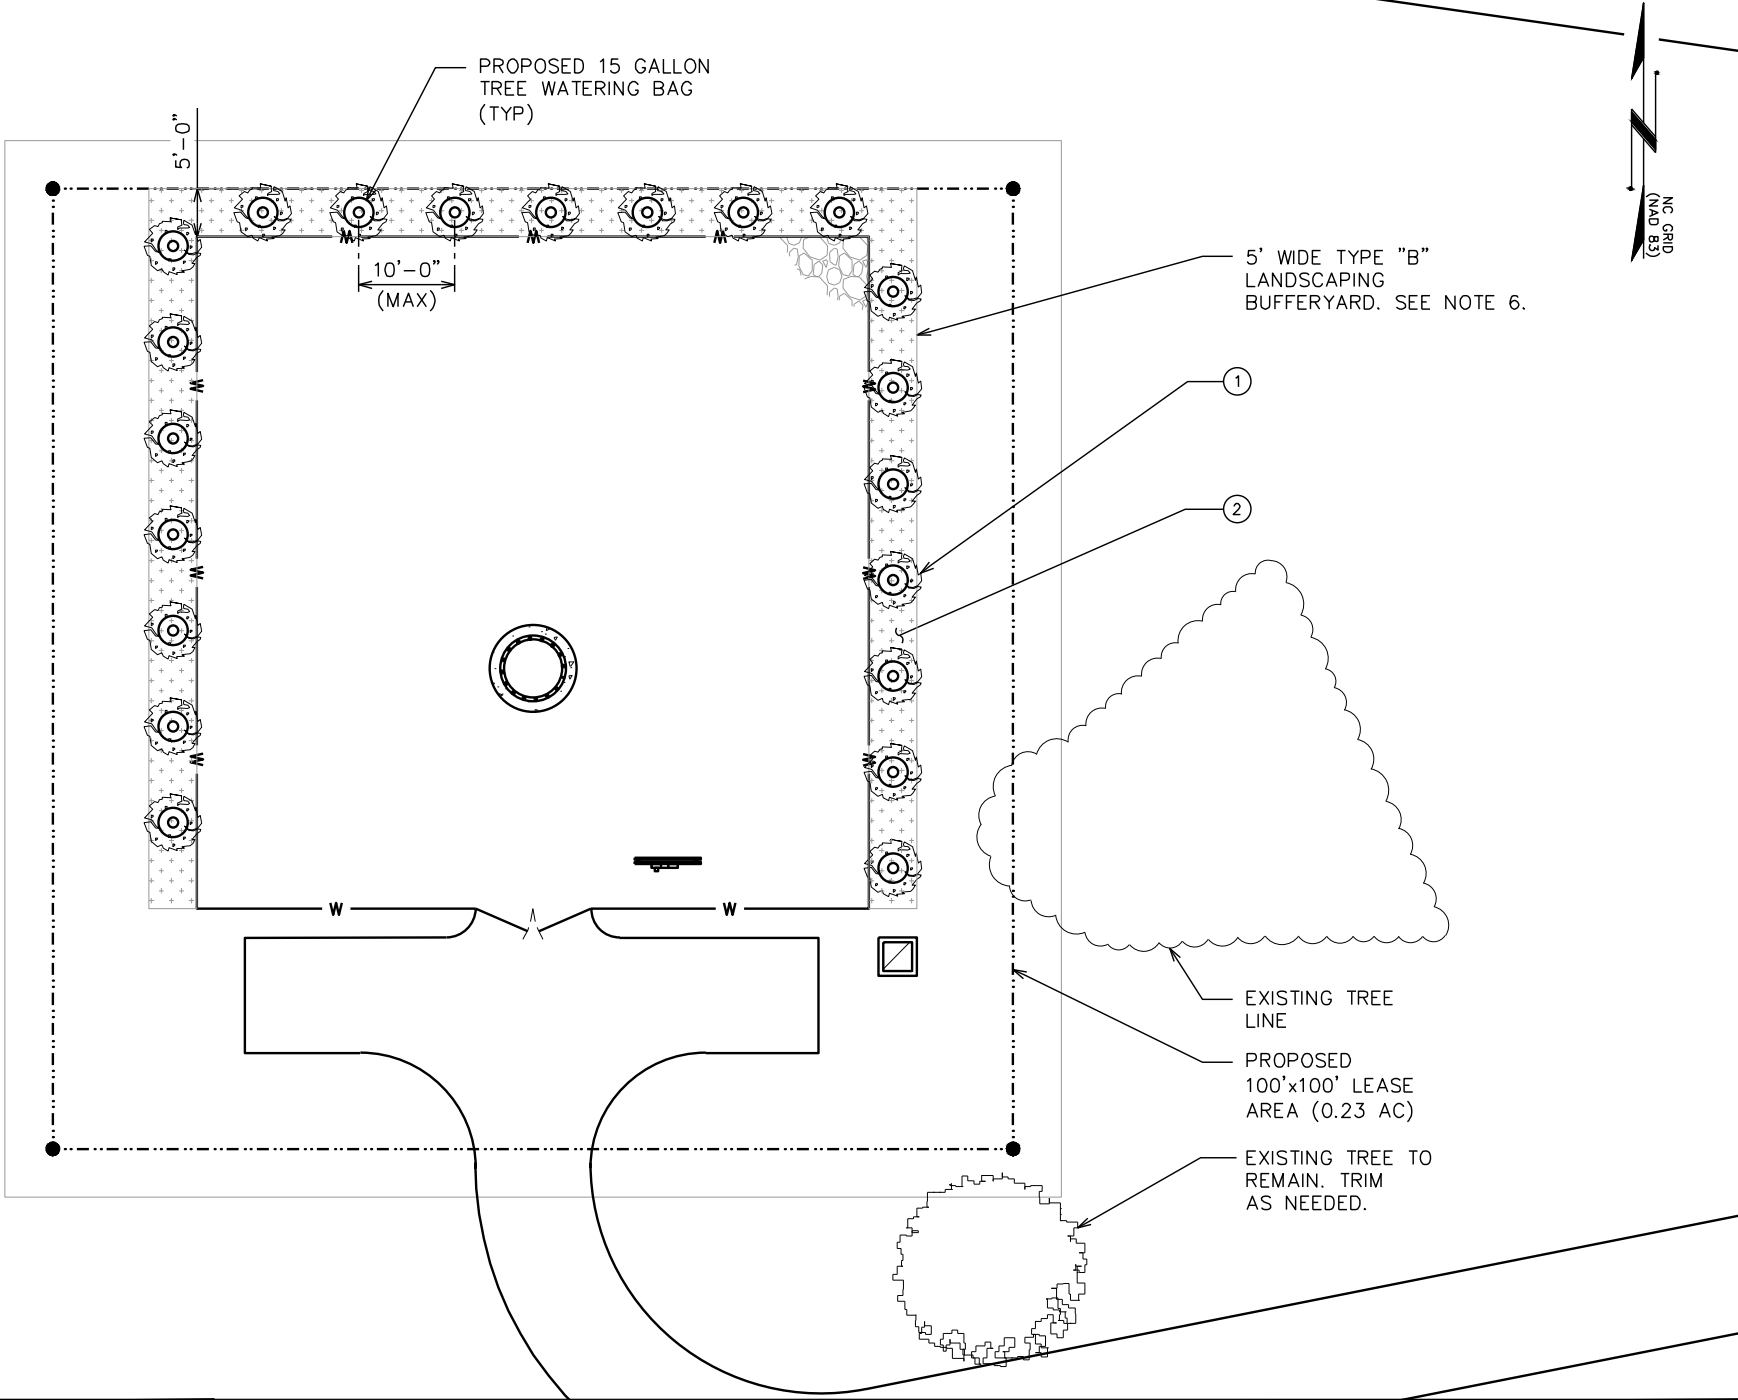 PROPOSED 15 GALLON
TREE WATERING BAG
(TYP)
5'-0"
10'-0"
(MAX)
NC GRID
(NAD 83)
5' WIDE TYPE "B"
LANDSCAPING
BUFFERYARD. SEE NOTE 6.
1
2
W
W
W
W
W
W
W
W
W
W
W
EXISTING TREE
LINE
PROPOSED
100'x100' LEASE
AREA (0.23 AC)
EXISTING TREE TO
REMAIN. TRIM
AS NEEDED.